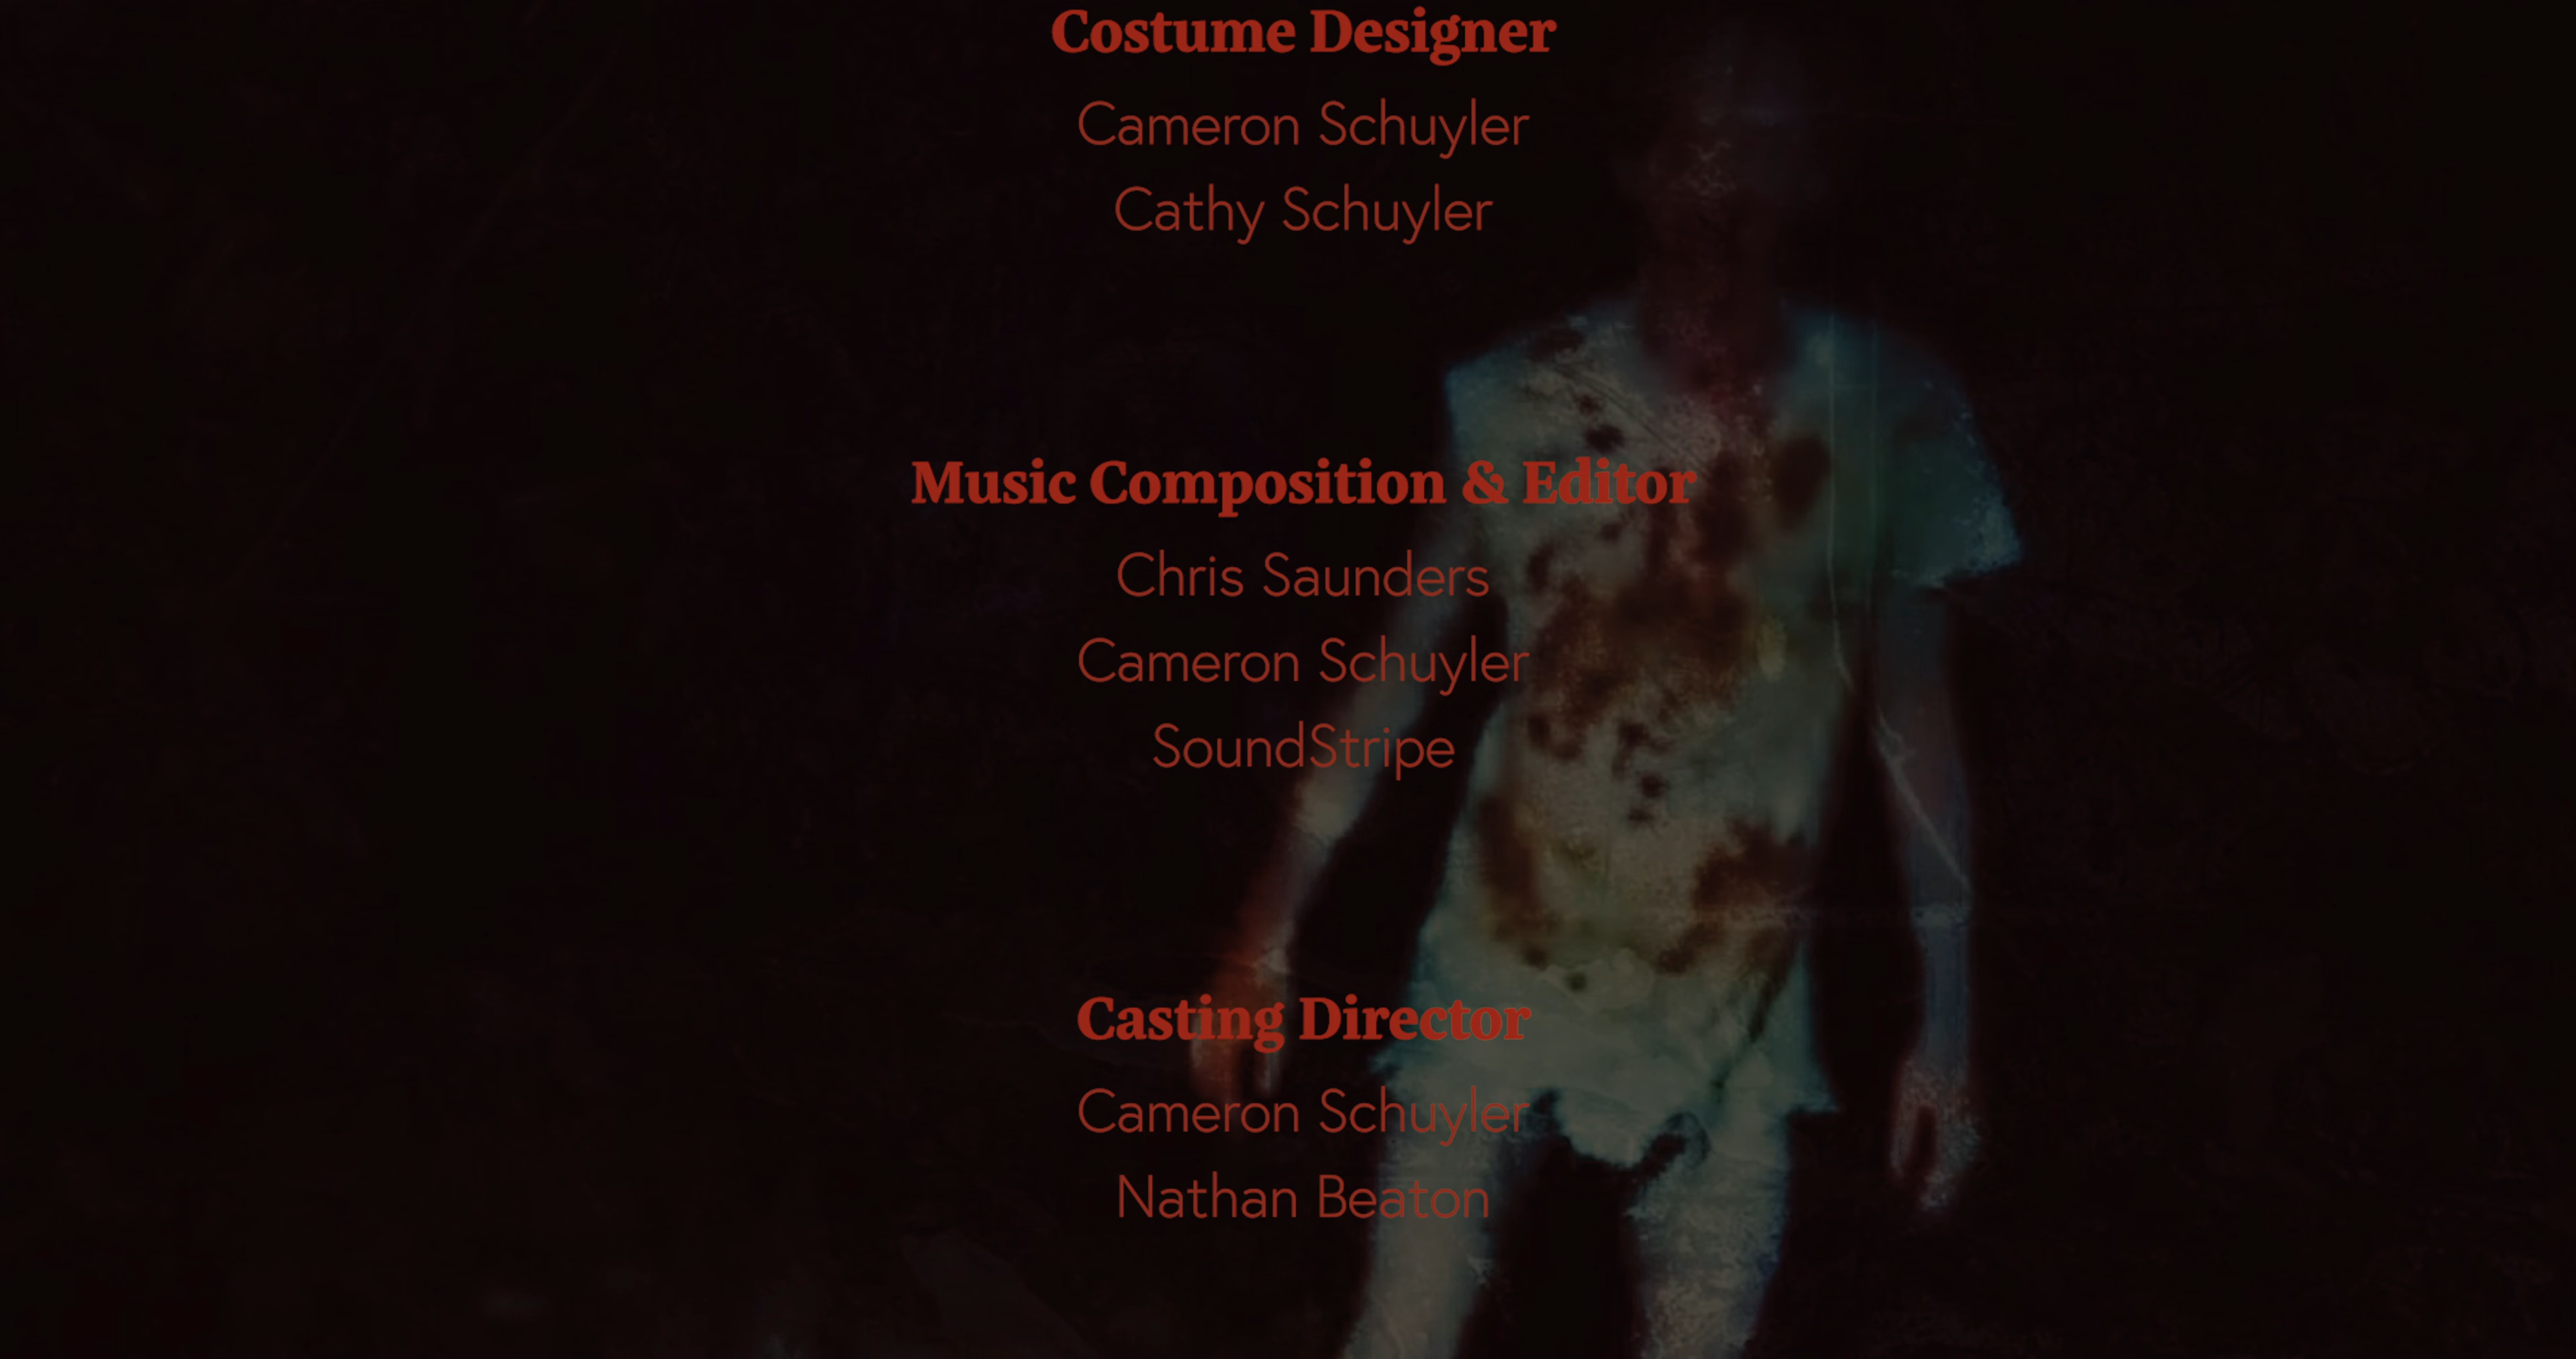 Costume Designer
Cameron Schuyler
Cathy Schuyler
Music Composition & Editor
Chris Saunders
Cameron Schuyler
SoundStripe
Casting Director
Cameron Schuyler
Nathan Beaton